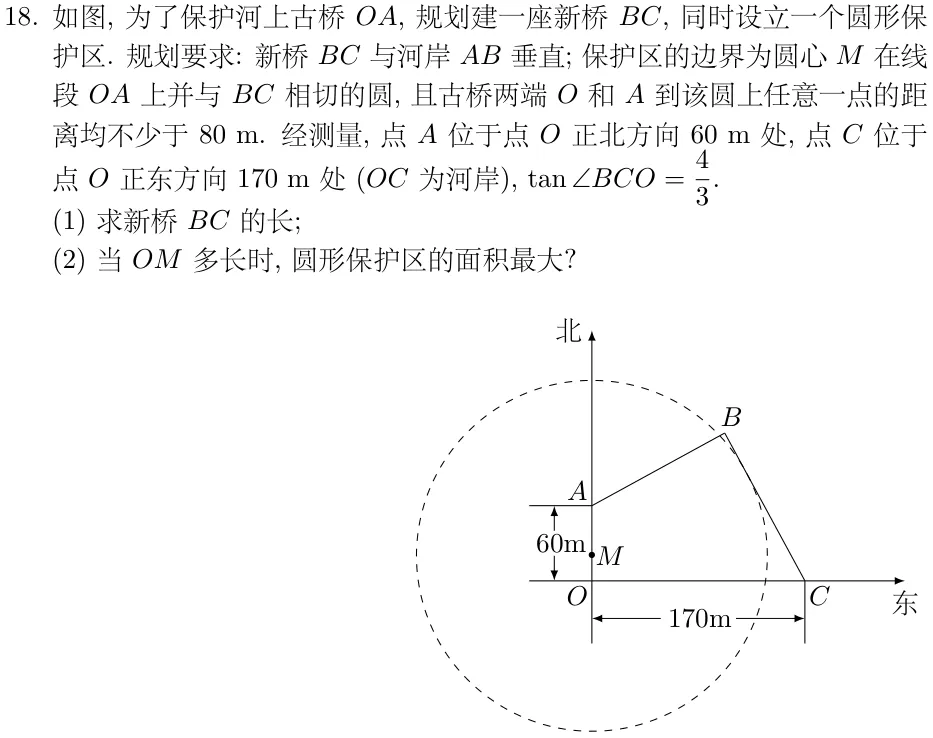 18. 如图, 为了保护河上古桥 OA, 规划建一座新桥 BC, 同时设立一个圆形保
护区. 规划要求: 新桥 BC 与河岸 AB 垂直; 保护区的边界为圆心 M 在线
段 OA 上并与 BC 相切的圆, 且古桥两端 O 和 A 到该圆上任意一点的距
离均不少于 80 m. 经测量, 点 A 位于点 O 正北方向 60 m 处, 点 C 位于
点 O 正东方向 170 m 处 (OC 为河岸), tan∠BCO = 4/3.
(1) 求新桥 BC 的长;
(2) 当 OM 多长时, 圆形保护区的面积最大?
北
B
A
60m
M
O
C
东
170m